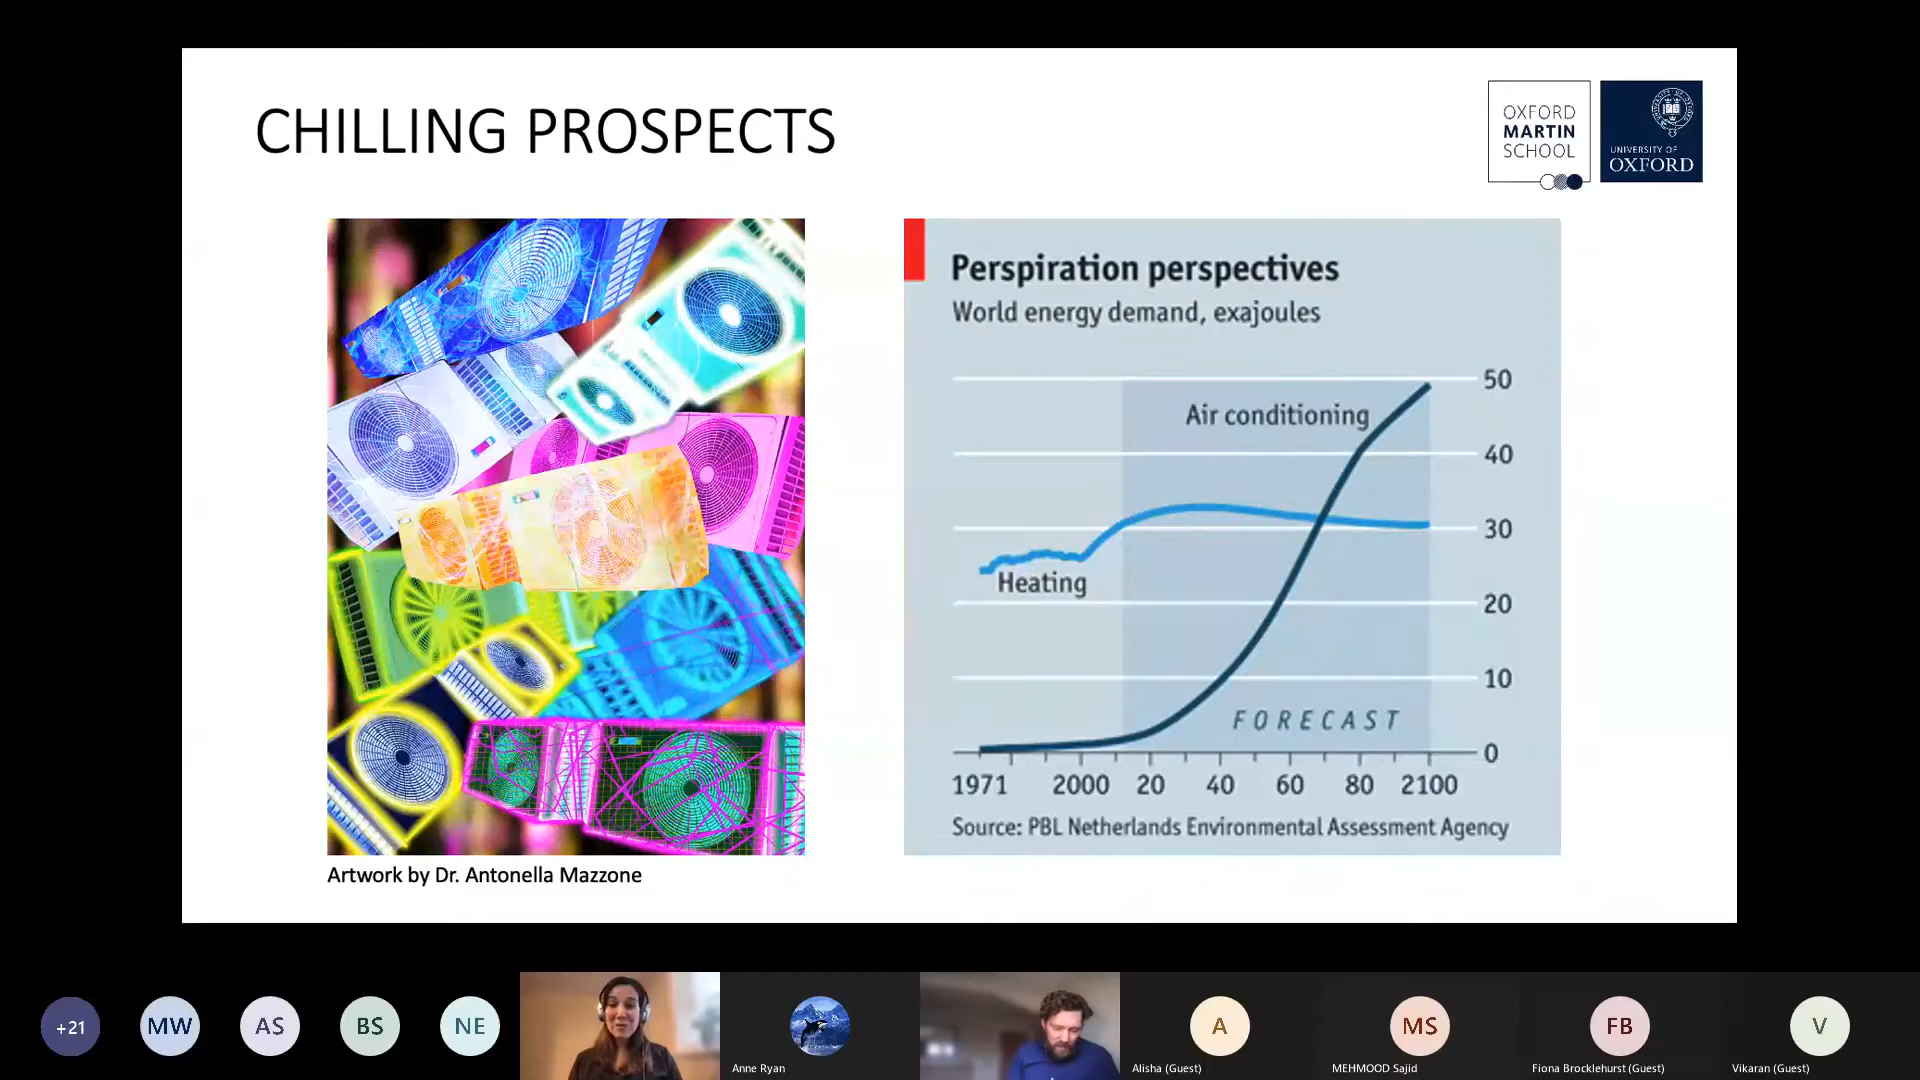 CHILLING PROSPECTS
OXFORD
MARTIN
SCHOOL
UNIVERSITY OF
OXFORD
Perspiration perspectives
World energy demand, exajoules
50
Air conditioning
40
30
Heating
20
10
FORECAST
0
1971 2000 20 40 60 80 2100
Source: PBL Netherlands Environmental Assessment Agency
Artwork by Dr. Antonella Mazzone
+21 MW AS BS NE A MS FB V
Anne Ryan Alisha (Guest) MEHMOOD Sajid Fiona Brocklehurst (Guest) Vikaran (Guest)